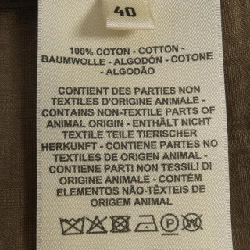 40
100% COTON - COTTON -
BAUMWOLLE - ALGODÓN - COTONE
- ALGODÃO
CONTIENT DES PARTIES NON
TEXTILES D'ORIGINE ANIMALE -
CONTAINS NON-TEXTILE PARTS OF
ANIMAL ORIGIN - ENTHÄLT NICHT
TEXTILE TEILE TIERISCHER
HERKUNFT - CONTIENE PARTES NO
TEXTILES DE ORIGEN ANIMAL -
CONTIENE PARTI NON TESSILI DI
ORIGINE ANIMALE - CONTÉM
ELEMENTOS NÃO-TÊXTEIS DE
ORIGEM ANIMAL